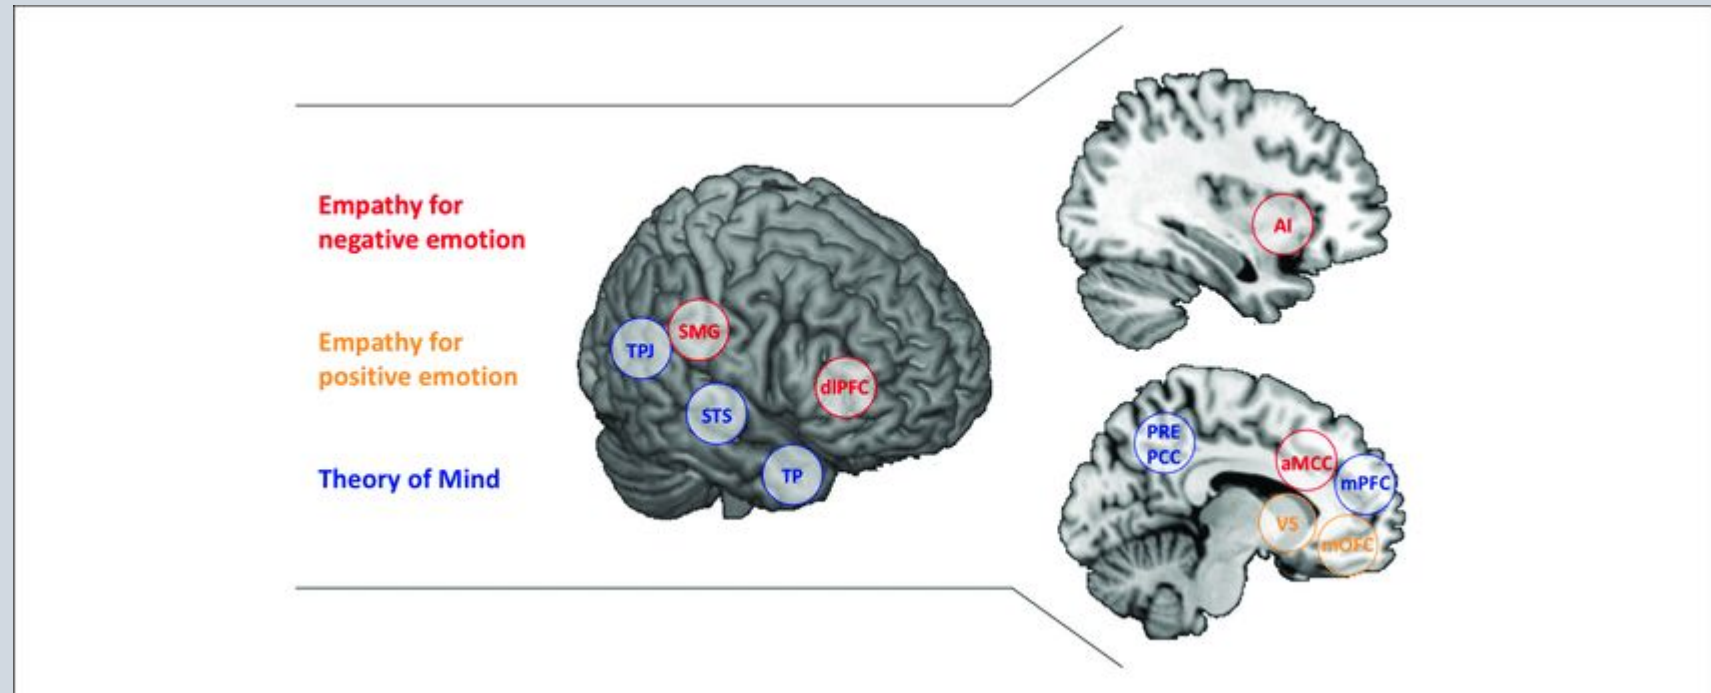 Empathy for
negative emotion
Empathy for
positive emotion
Theory of Mind
TPJ
SMG
STS
dlPFC
TP
AI
PRE
PCC
aMCC
mPFC
VS
mOFC